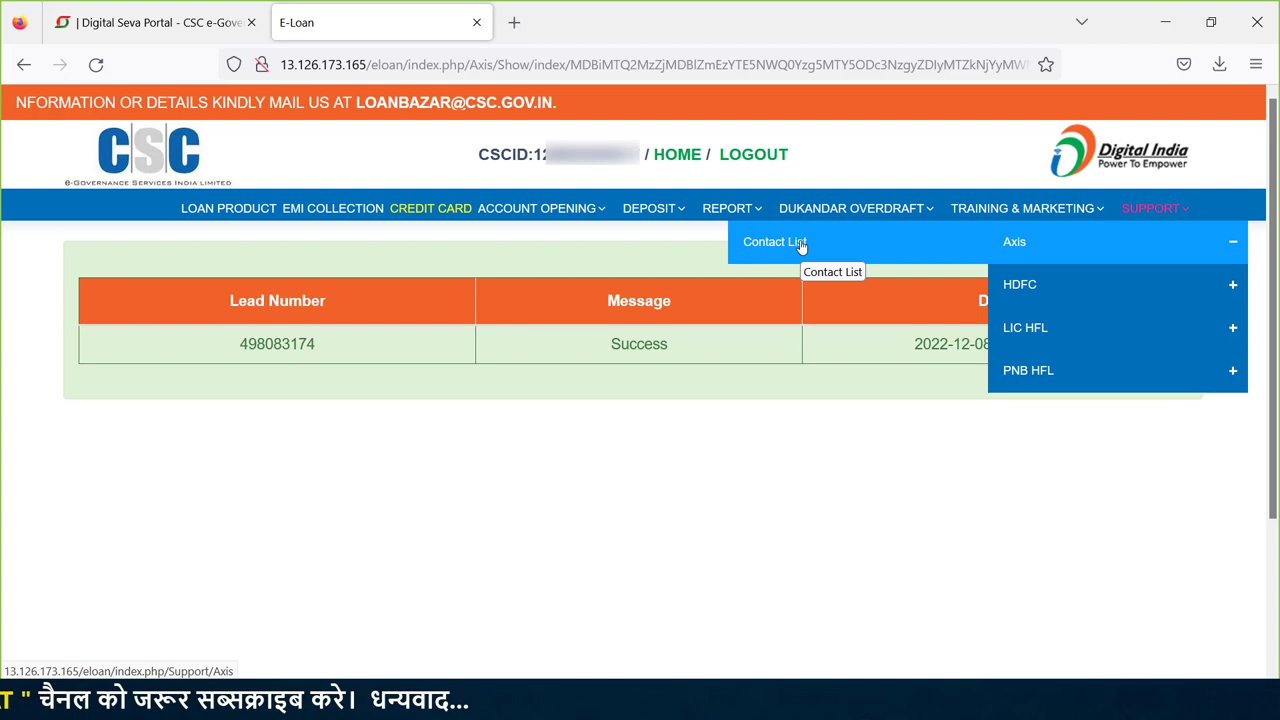 | Digital Seva Portal - CSC e-Gove
E-Loan
13.126.173.165/eloan/index.php/Axis/Show/index/
NFORMATION OR DETAILS KINDLY MAIL US AT LOANBAZAR@CSC.GOV.IN.
CSC
e-GOVERNANCE SERVICES INDIA LIMITED
CSCID:12 / HOME / LOGOUT
Digital India
Power To Empower
LOAN PRODUCT EMI COLLECTION CREDIT CARD ACCOUNT OPENING DEPOSIT REPORT DUKANDAR OVERDRAFT TRAINING & MARKETING SUPPORT
Contact List
Axis −
Contact List
HDFC +
LIC HFL +
PNB HFL +
Lead Number Message D
498083174 Success 2022-12-08
13.126.173.165/eloan/index.php/Support/Axis
T " चैनल को जरूर सब्सक्राइब करे। धन्यवाद...